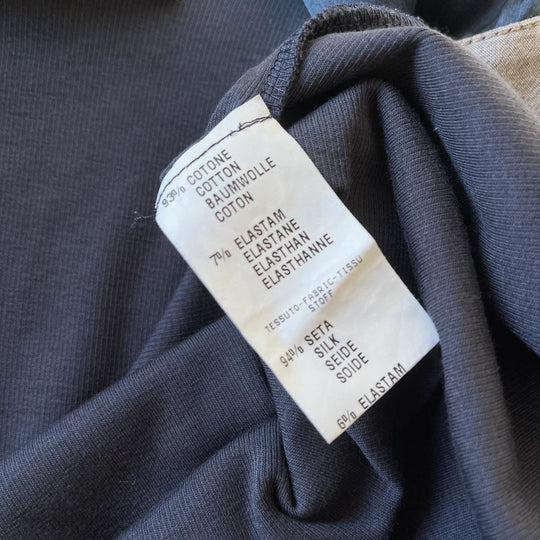 93% COTONE
COTTON
BAUMWOLLE
COTON
7% ELASTAM
ELASTANE
ELASTHAN
ELASTHANNE
TESSUTO-FABRIC-TISSU
STOFF
94% SETA
SILK
SEIDE
SOIDE
6% ELASTAM